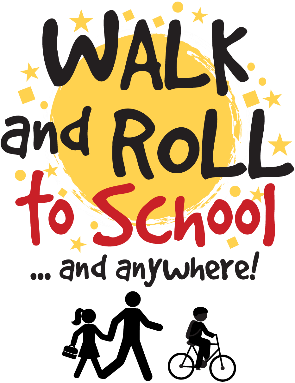 WALK
and ROLL
to SCHOOL
... and anywhere!